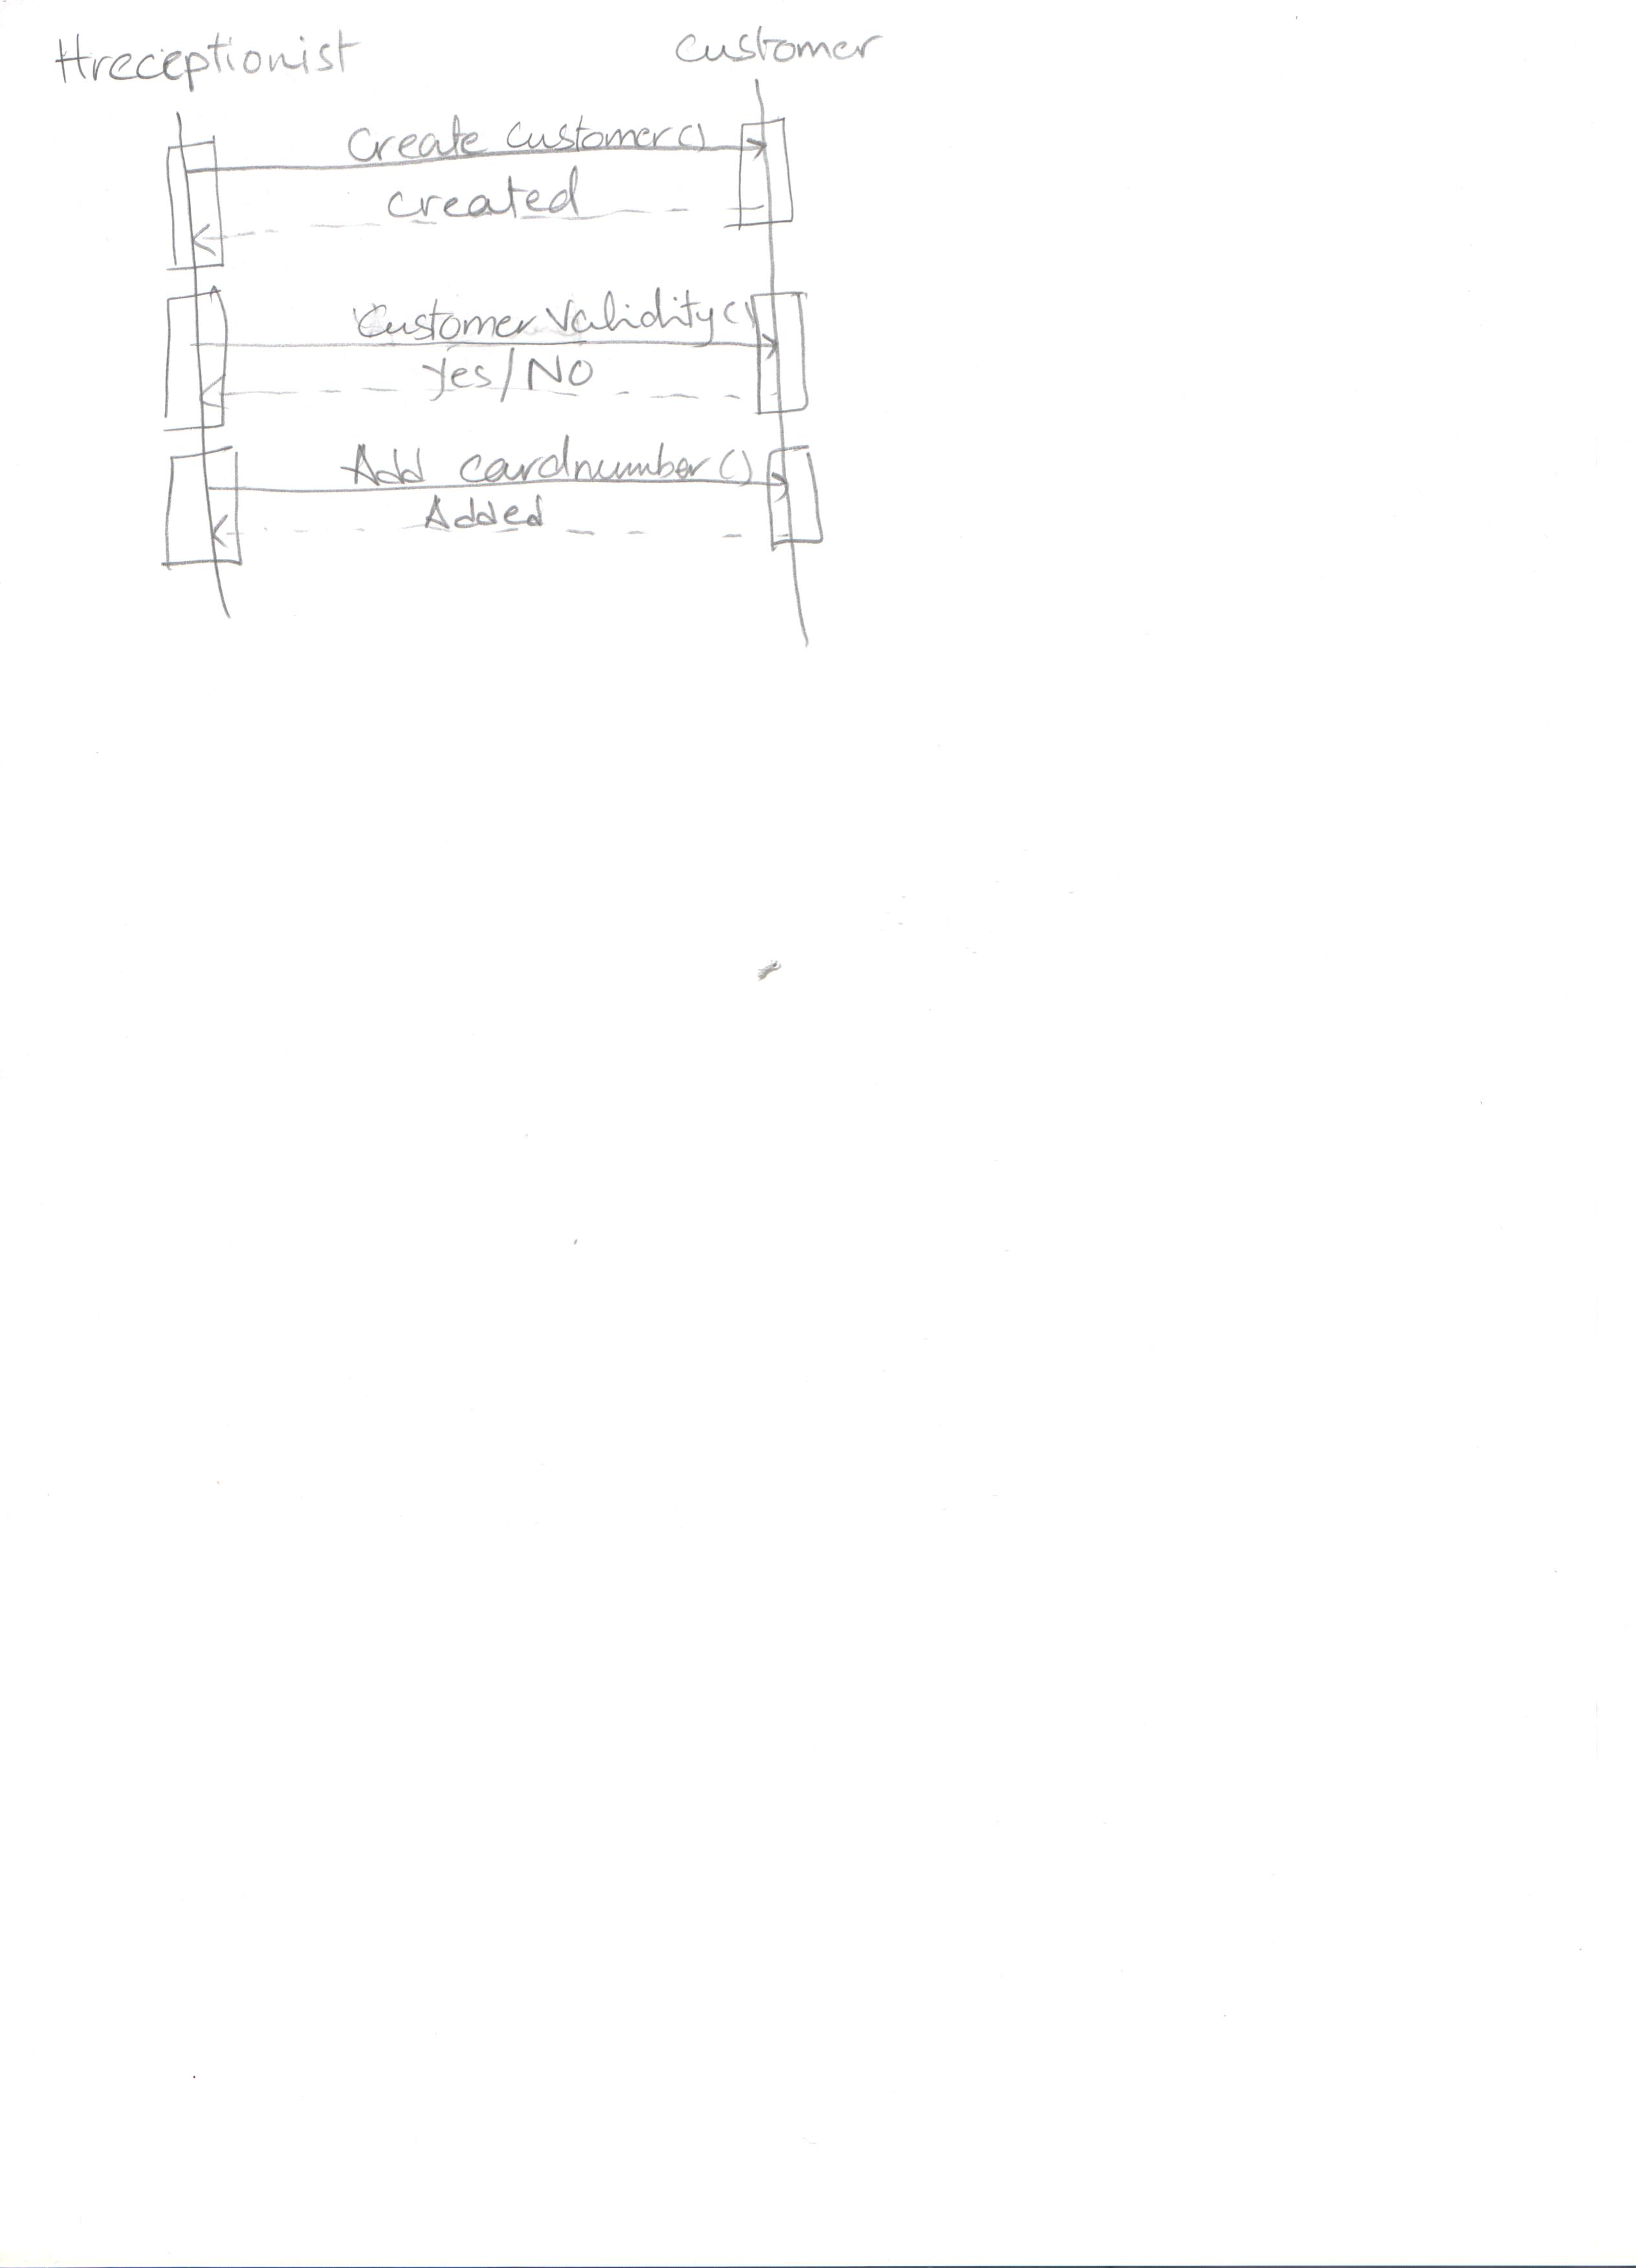 Hreceptionist
Customer
Create Customer()
created
Customer Validity()
Yes/NO
Add cardnumber()
Added